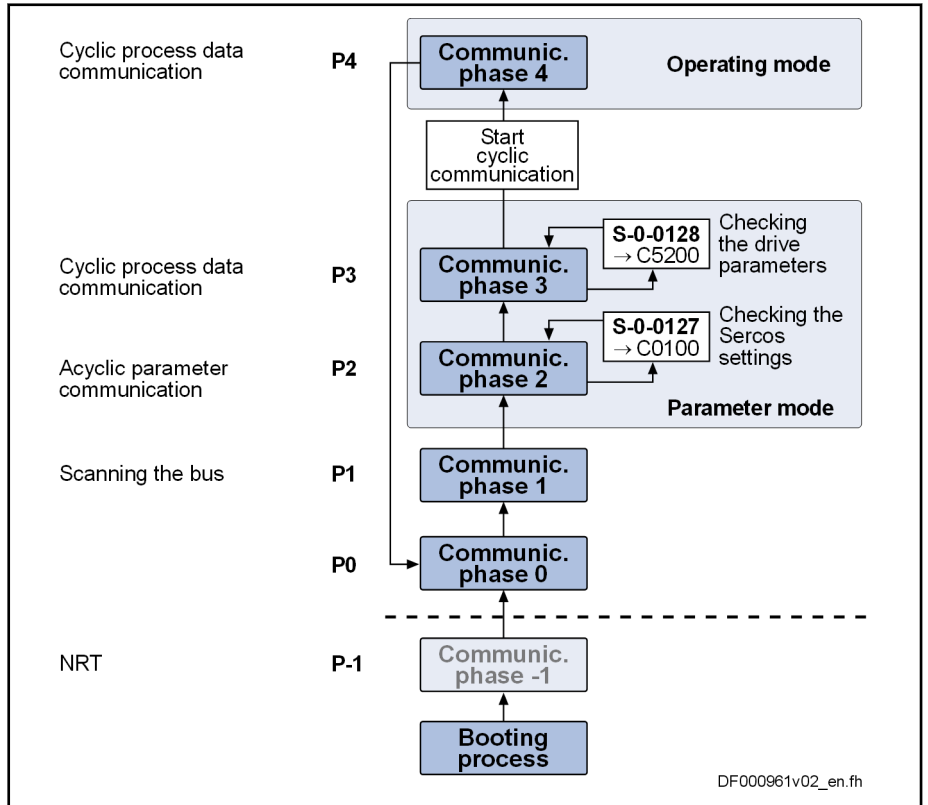 Cyclic process data
communication
P4
Communic.
phase 4
Operating mode
Start
cyclic
communication
Cyclic process data
communication
P3
Communic.
phase 3
S-0-0128
→ C5200
Checking
the drive
parameters
Acyclic parameter
communication
P2
Communic.
phase 2
S-0-0127
→ C0100
Checking the
Sercos
settings
Parameter mode
Scanning the bus
P1
Communic.
phase 1
P0
Communic.
phase 0
NRT
P-1
Communic.
phase -1
Booting
process
DF000961v02_en.fh